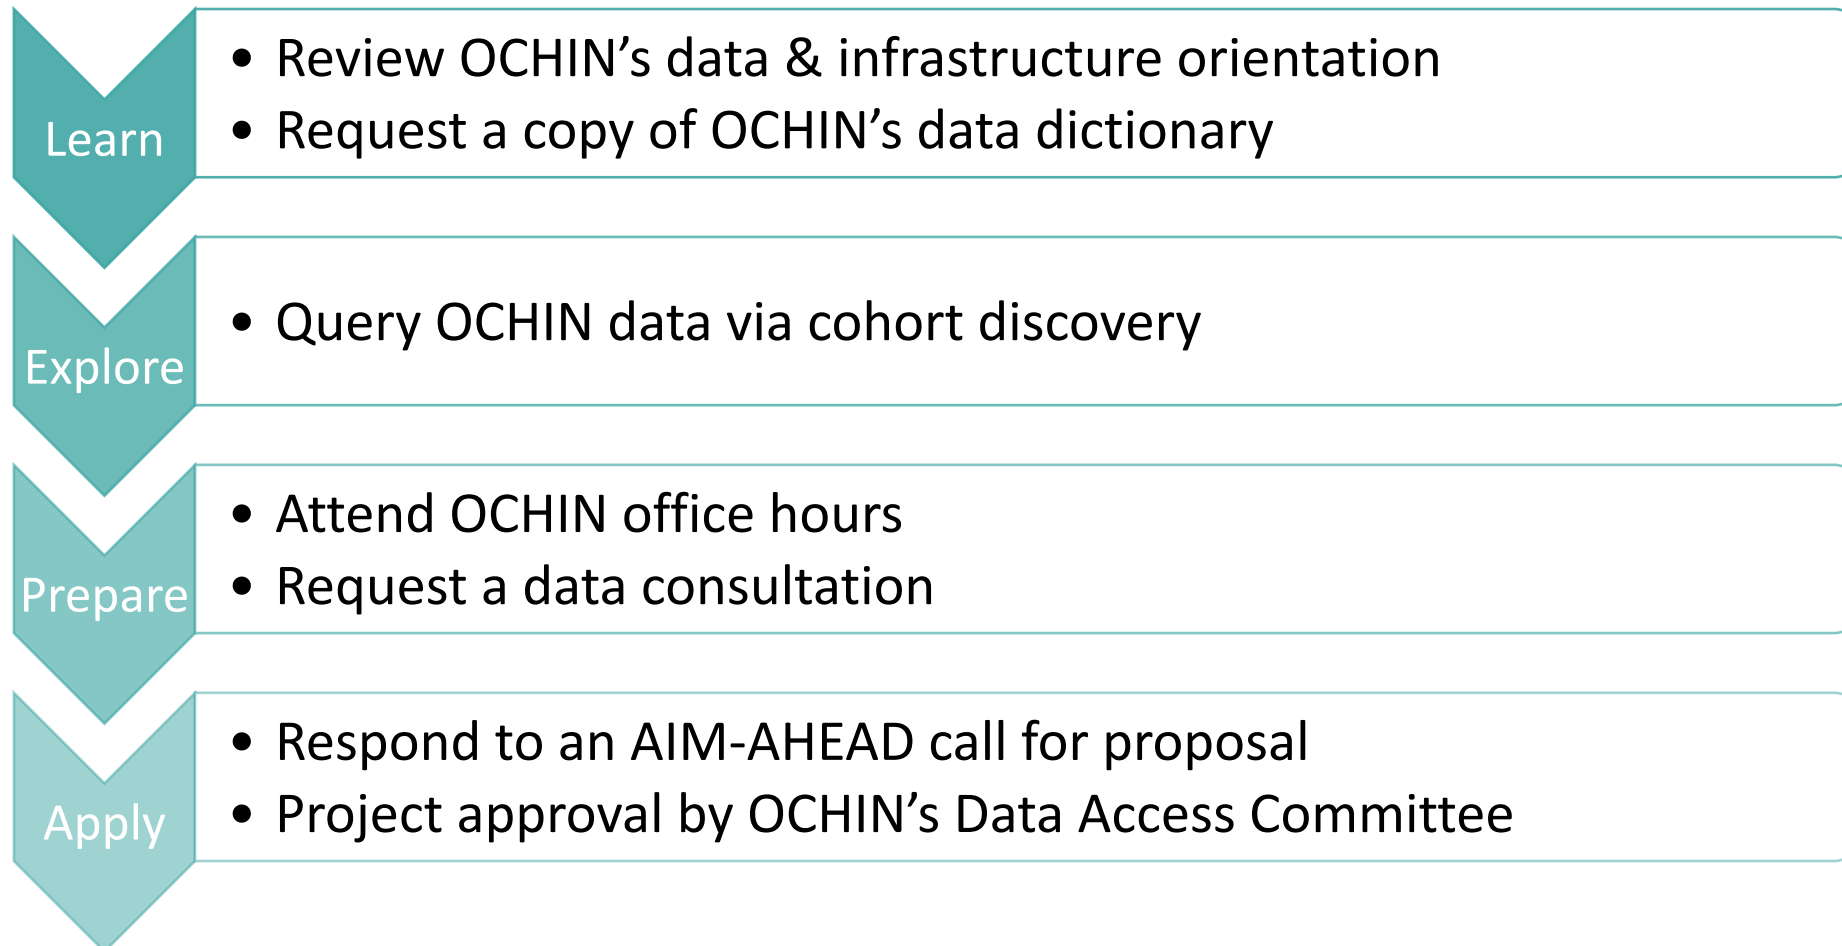 Learn
• Review OCHIN’s data & infrastructure orientation
• Request a copy of OCHIN’s data dictionary
Explore
• Query OCHIN data via cohort discovery
Prepare
• Attend OCHIN office hours
• Request a data consultation
Apply
• Respond to an AIM-AHEAD call for proposal
• Project approval by OCHIN’s Data Access Committee